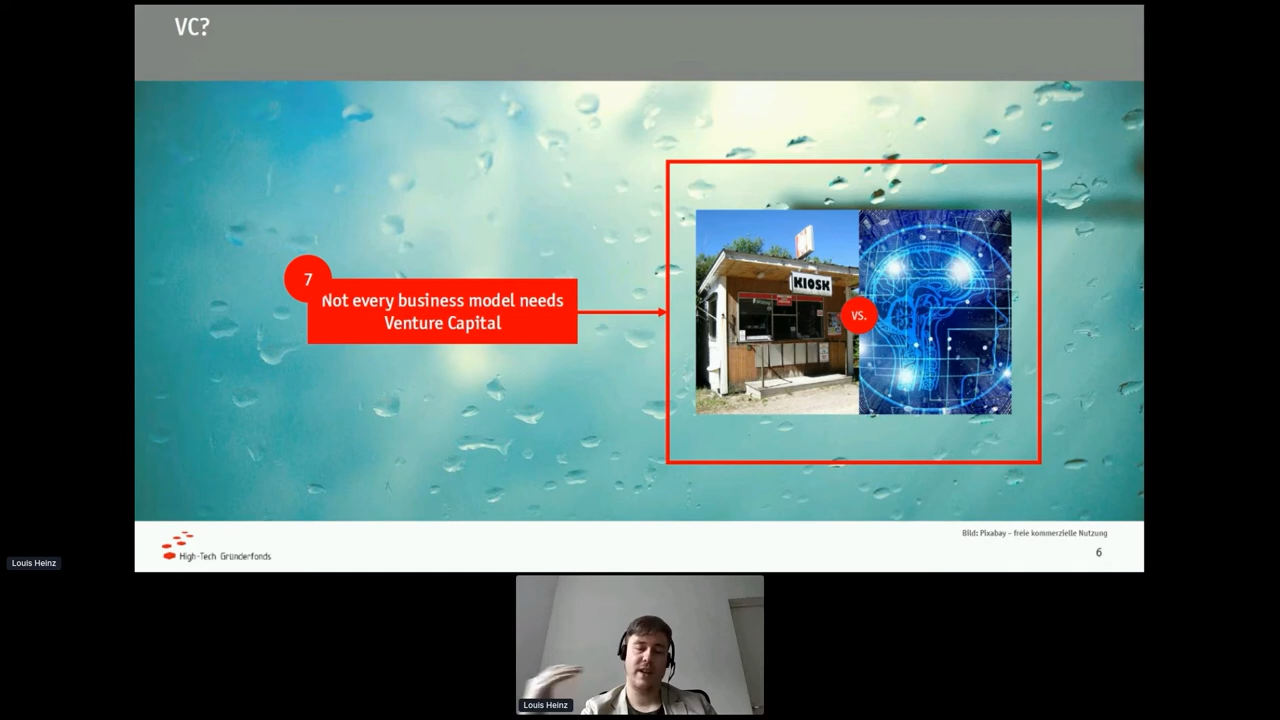 VC?
7
Not every business model needs
Venture Capital
KIOSK
VS.
High-Tech Gründerfonds
Bild: Pixabay – freie kommerzielle Nutzung
6
Louis Heinz
Louis Heinz